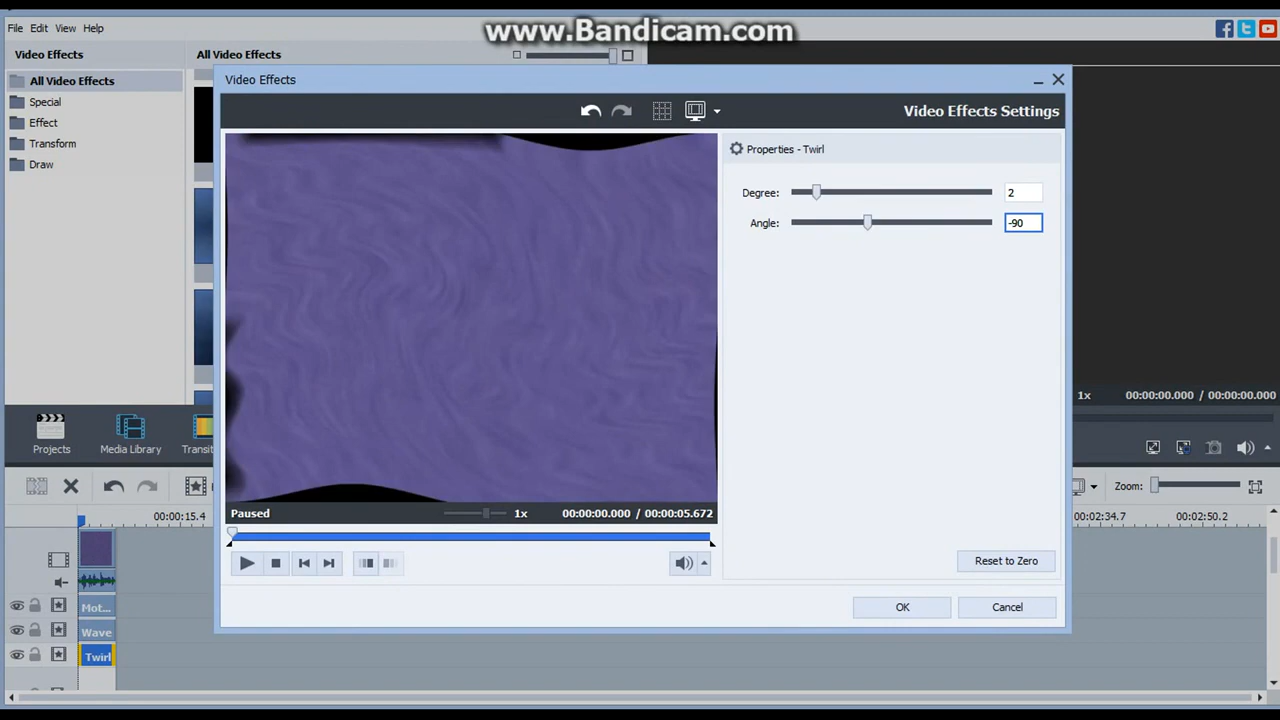 www.Bandicam.com
File Edit View Help
Video Effects
All Video Effects
All Video Effects
Special
Effect
Transform
Draw
Video Effects
Video Effects Settings
Properties - Twirl
Degree: 2
Angle: -90
Paused 1x 00:00:00.000 / 00:00:05.672
Reset to Zero
OK Cancel
1x 00:00:00.000 / 00:00:00.000
Projects Media Library Transiti
Zoom:
00:00:15.4 00:02:34.7 00:02:50.2
Mot...
Wave
Twirl